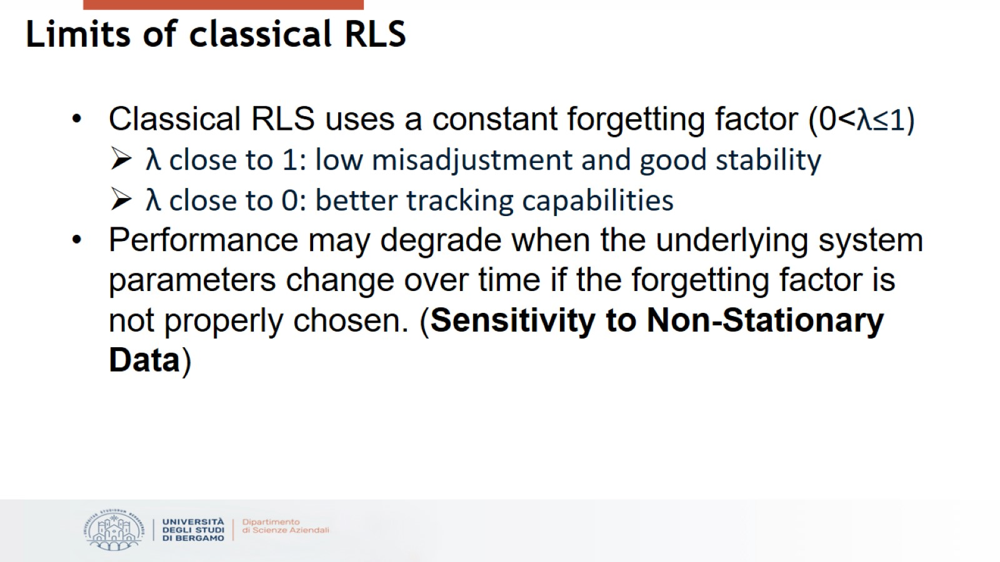 Limits of classical RLS
• Classical RLS uses a constant forgetting factor (0<λ≤1)
➢ λ close to 1: low misadjustment and good stability
➢ λ close to 0: better tracking capabilities
• Performance may degrade when the underlying system
parameters change over time if the forgetting factor is
not properly chosen. (Sensitivity to Non-Stationary
Data)
UNIVERSITÀ
DEGLI STUDI
DI BERGAMO
Dipartimento
di Scienze Aziendali